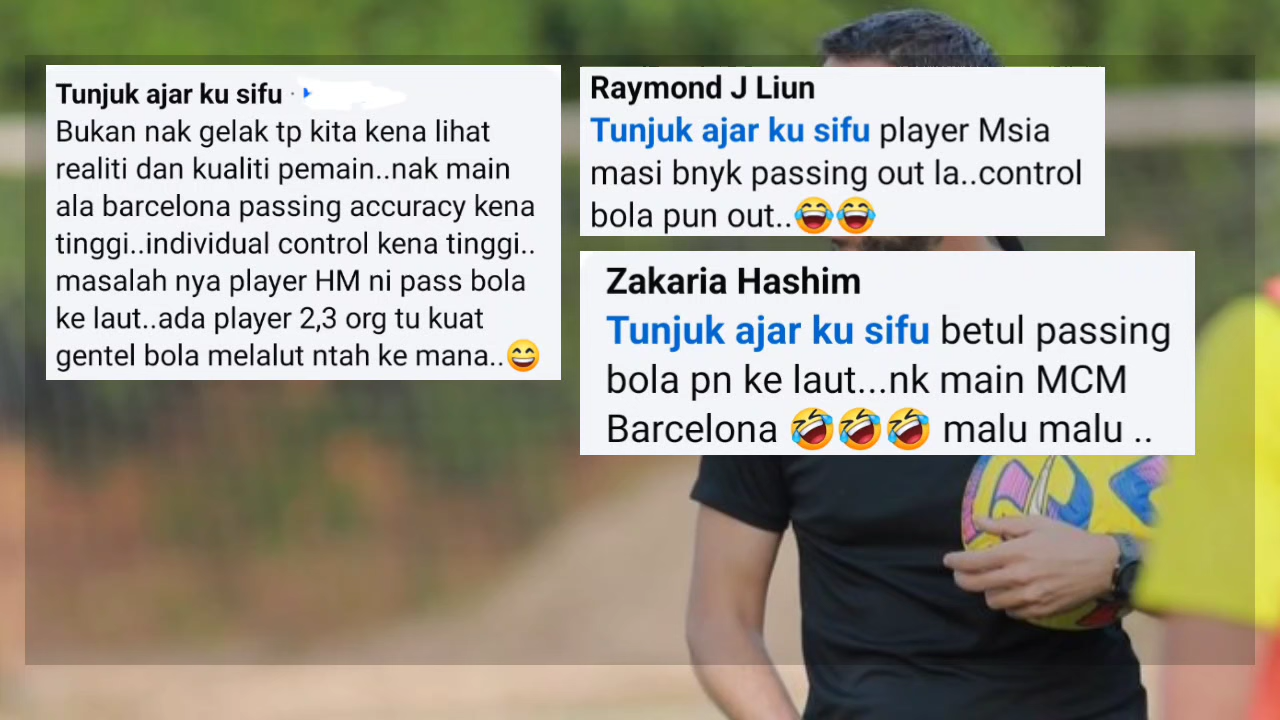 Tunjuk ajar ku sifu ·
Bukan nak gelak tp kita kena lihat
realiti dan kualiti pemain..nak main
ala barcelona passing accuracy kena
tinggi..individual control kena tinggi..
masalah nya player HM ni pass bola
ke laut..ada player 2,3 org tu kuat
gentel bola melalut ntah ke mana..😄
Raymond J Liun
Tunjuk ajar ku sifu player Msia
masi bnyk passing out la..control
bola pun out..😂😂
Zakaria Hashim
Tunjuk ajar ku sifu betul passing
bola pn ke laut...nk main MCM
Barcelona 🤣🤣🤣 malu malu ..